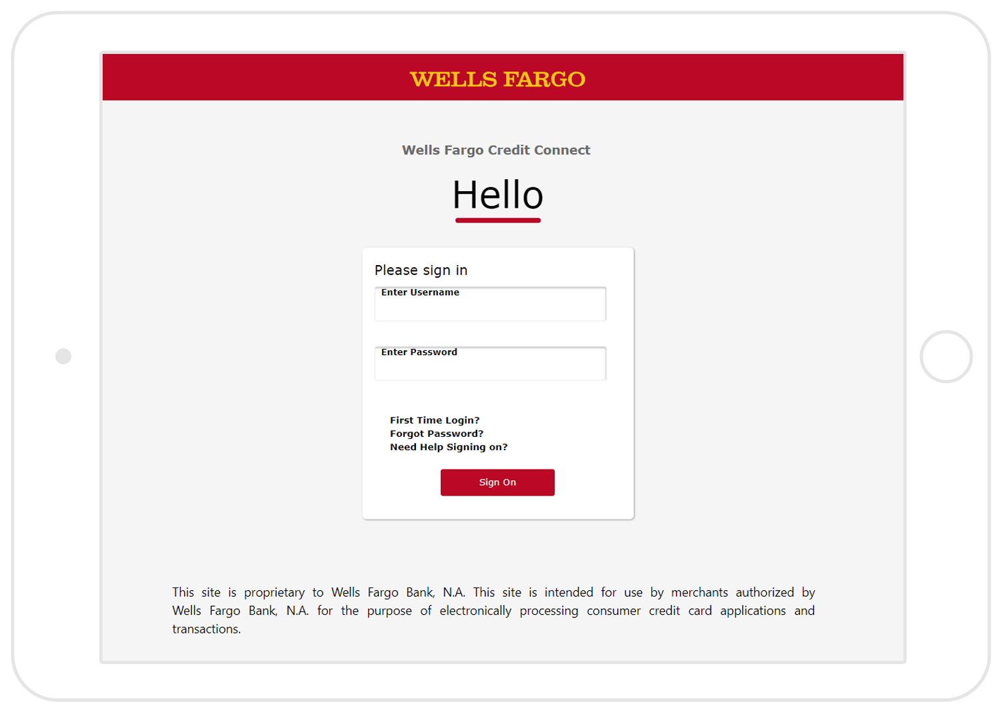 WELLS FARGO
Wells Fargo Credit Connect
Hello
Please sign in
Enter Username
Enter Password
First Time Login?
Forgot Password?
Need Help Signing on?
Sign On
This site is proprietary to Wells Fargo Bank, N.A. This site is intended for use by merchants authorized by
Wells Fargo Bank, N.A. for the purpose of electronically processing consumer credit card applications and
transactions.